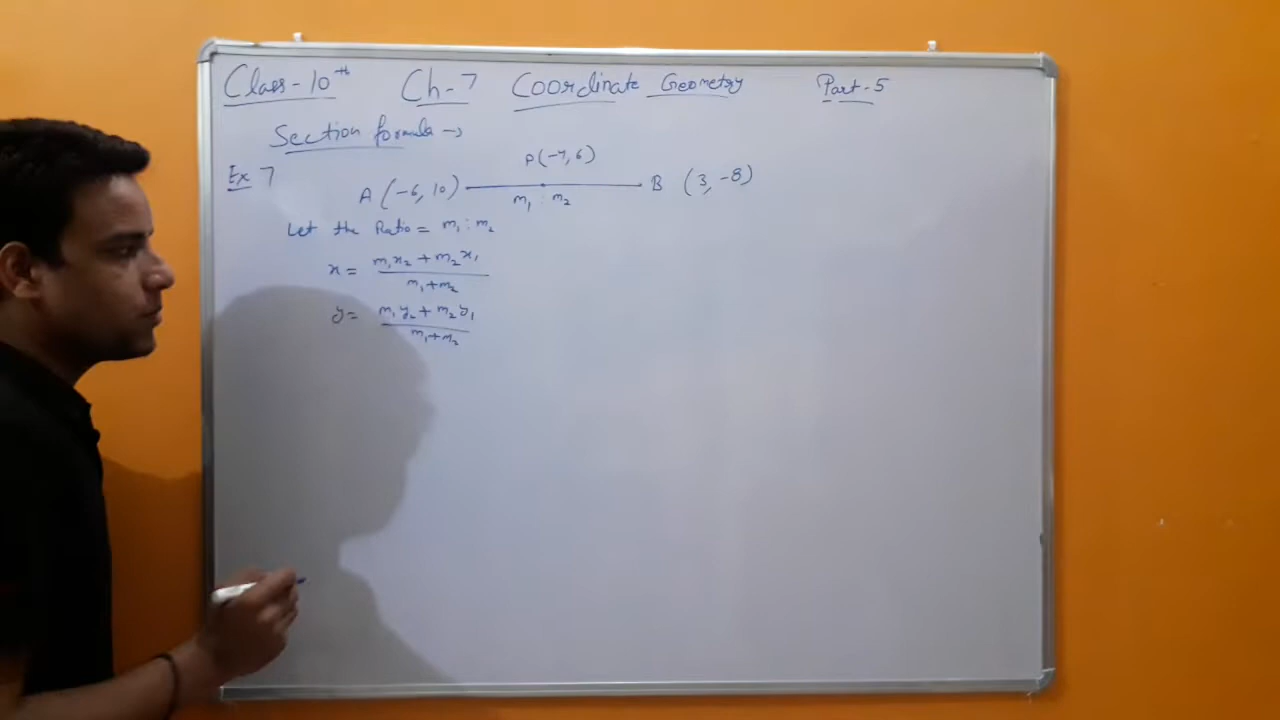 Class-10th Ch-7 Coordinate Geometry Part-5
Section formula →
Ex 7
P(-4, 6)
A (-6, 10) B (3, -8)
m₁ : m₂
Let the Ratio = m₁ : m₂
x = m₁x₂ + m₂x₁ / m₁+m₂
y = m₁y₂ + m₂y₁ / m₁+m₂